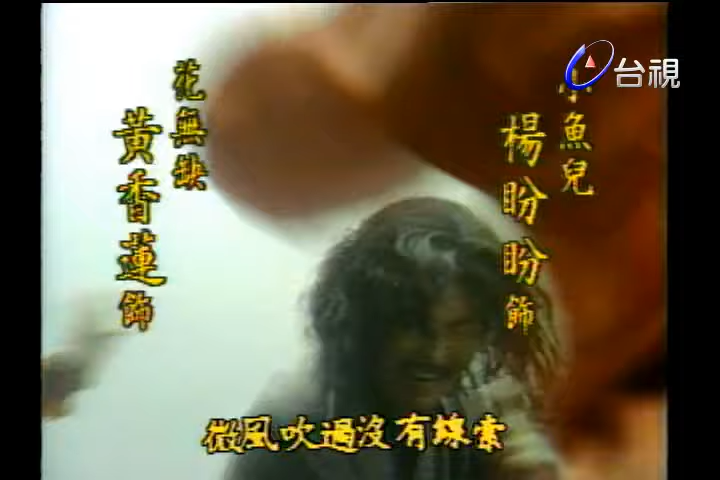 台視
小魚兒
楊盼盼飾
花無缺
黃香蓮飾
微風吹過沒有線索